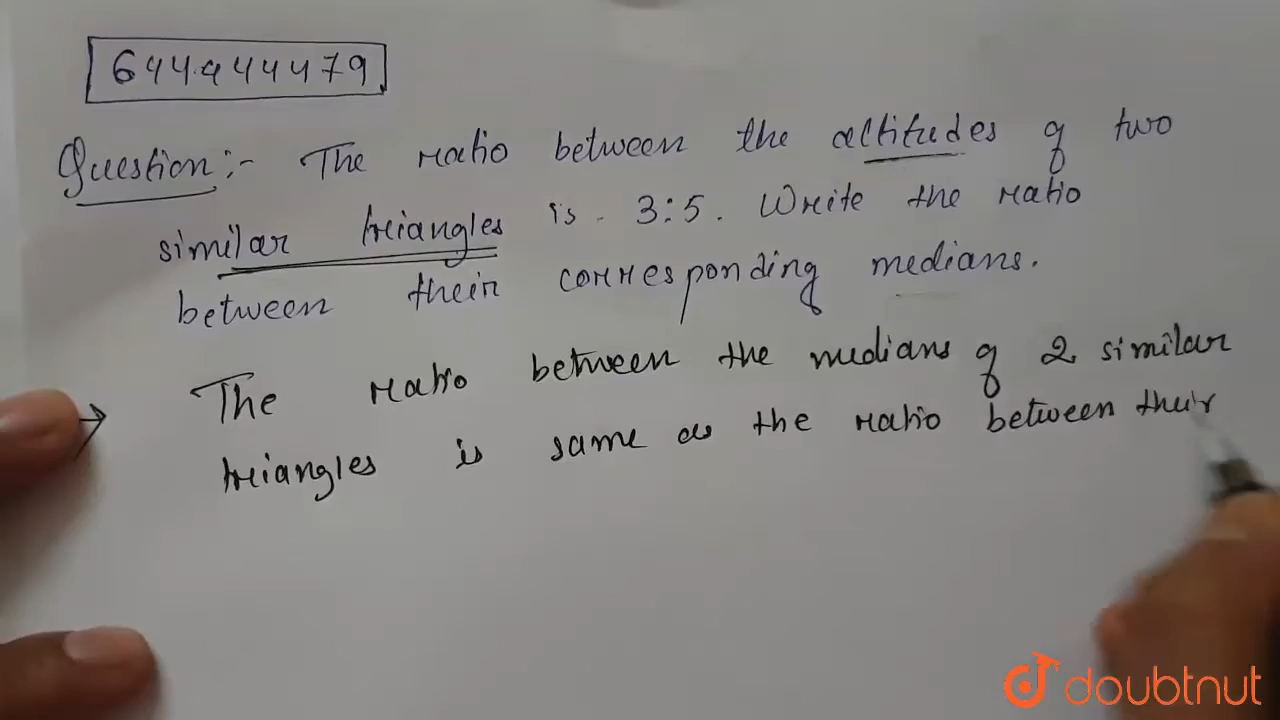 644444479
Question:- The ratio between the altitudes of two
similar triangles is 3:5. Write the ratio
between their corresponding medians.
→ The ratio between the medians of 2 similar
triangles is same as the ratio between their
doubtnut